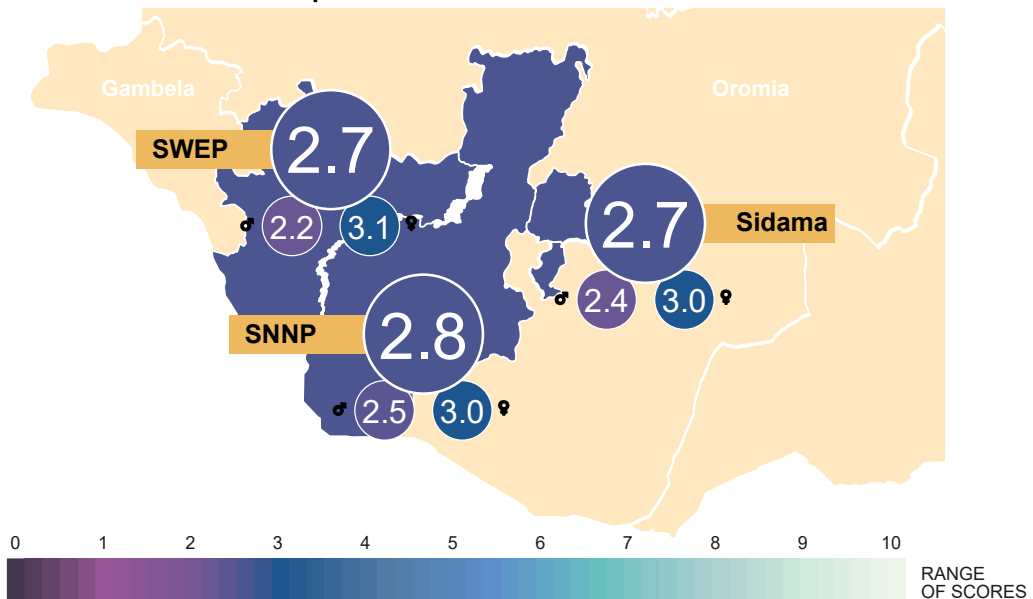 Gambela
Oromia
SWEP
2.7
♂ 2.2 3.1 ♀
2.7
Sidama
♂ 2.4 3.0 ♀
SNNP
2.8
♂ 2.5 3.0 ♀
0 1 2 3 4 5 6 7 8 9 10
RANGE
OF SCORES